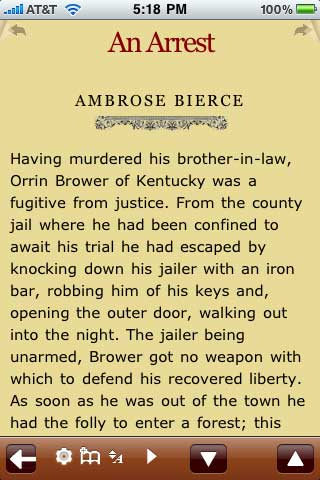 AT&T 5:18 PM 100%
An Arrest
AMBROSE BIERCE
Having murdered his brother-in-law,
Orrin Brower of Kentucky was a
fugitive from justice. From the county
jail where he had been confined to
await his trial he had escaped by
knocking down his jailer with an iron
bar, robbing him of his keys and,
opening the outer door, walking out
into the night. The jailer being
unarmed, Brower got no weapon with
which to defend his recovered liberty.
As soon as he was out of the town he
had the folly to enter a forest; this
A